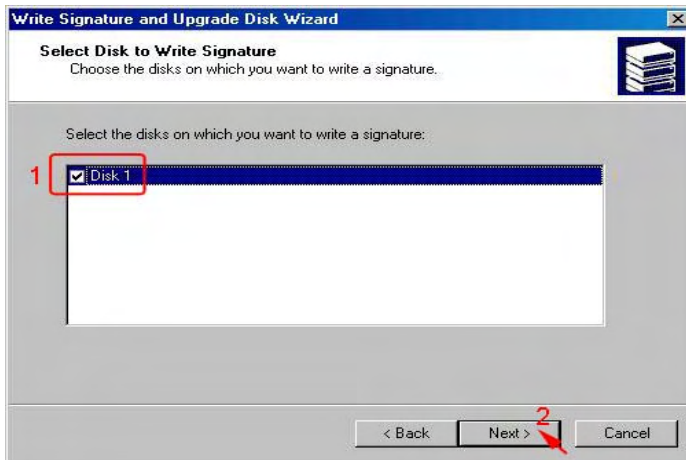 Write Signature and Upgrade Disk Wizard
Select Disk to Write Signature
Choose the disks on which you want to write a signature.
Select the disks on which you want to write a signature:
1
Disk 1
2
< Back
Next >
Cancel